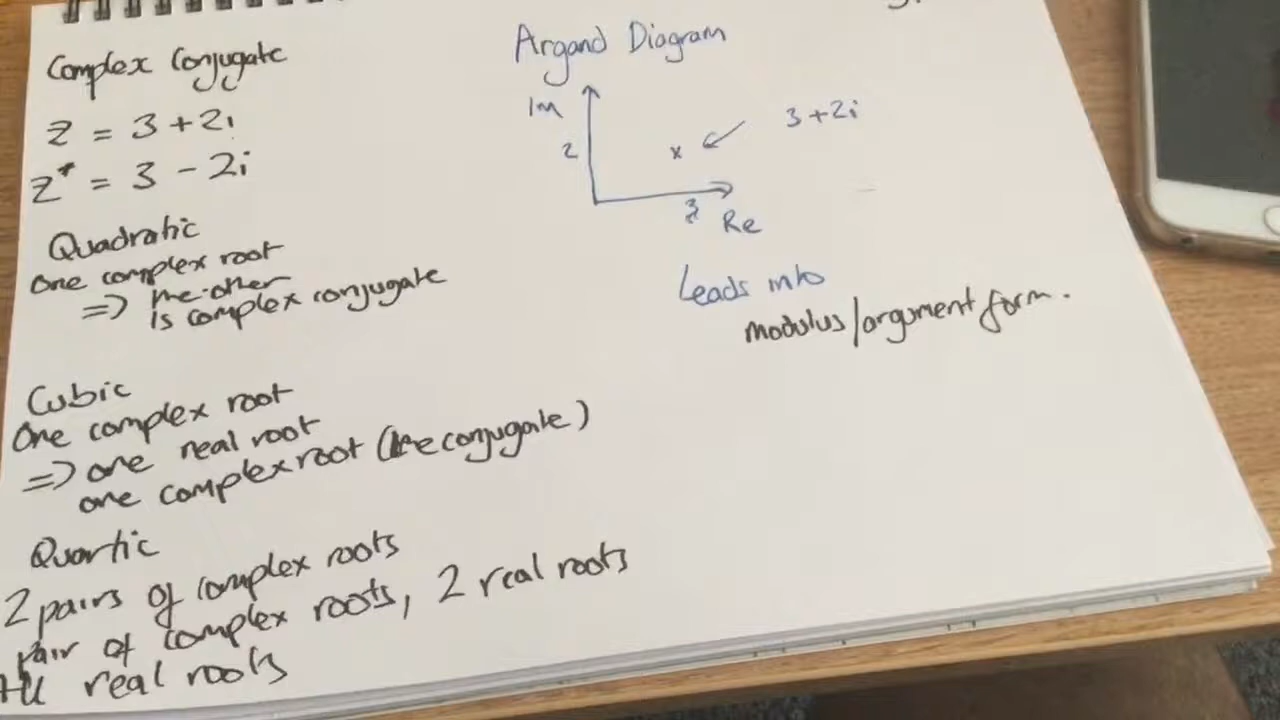 Complex Conjugate
z = 3 + 2i
z* = 3 - 2i
Quadratic
One complex root
=> the other
is complex conjugate
Cubic
One complex root
=> one real root
one complex root (the conjugate)
Quartic
2 pairs of complex roots
pair of complex roots, 2 real roots
All real roots
Argand Diagram
Im
2
x
3+2i
3
Re
Leads into
modulus/argument form.